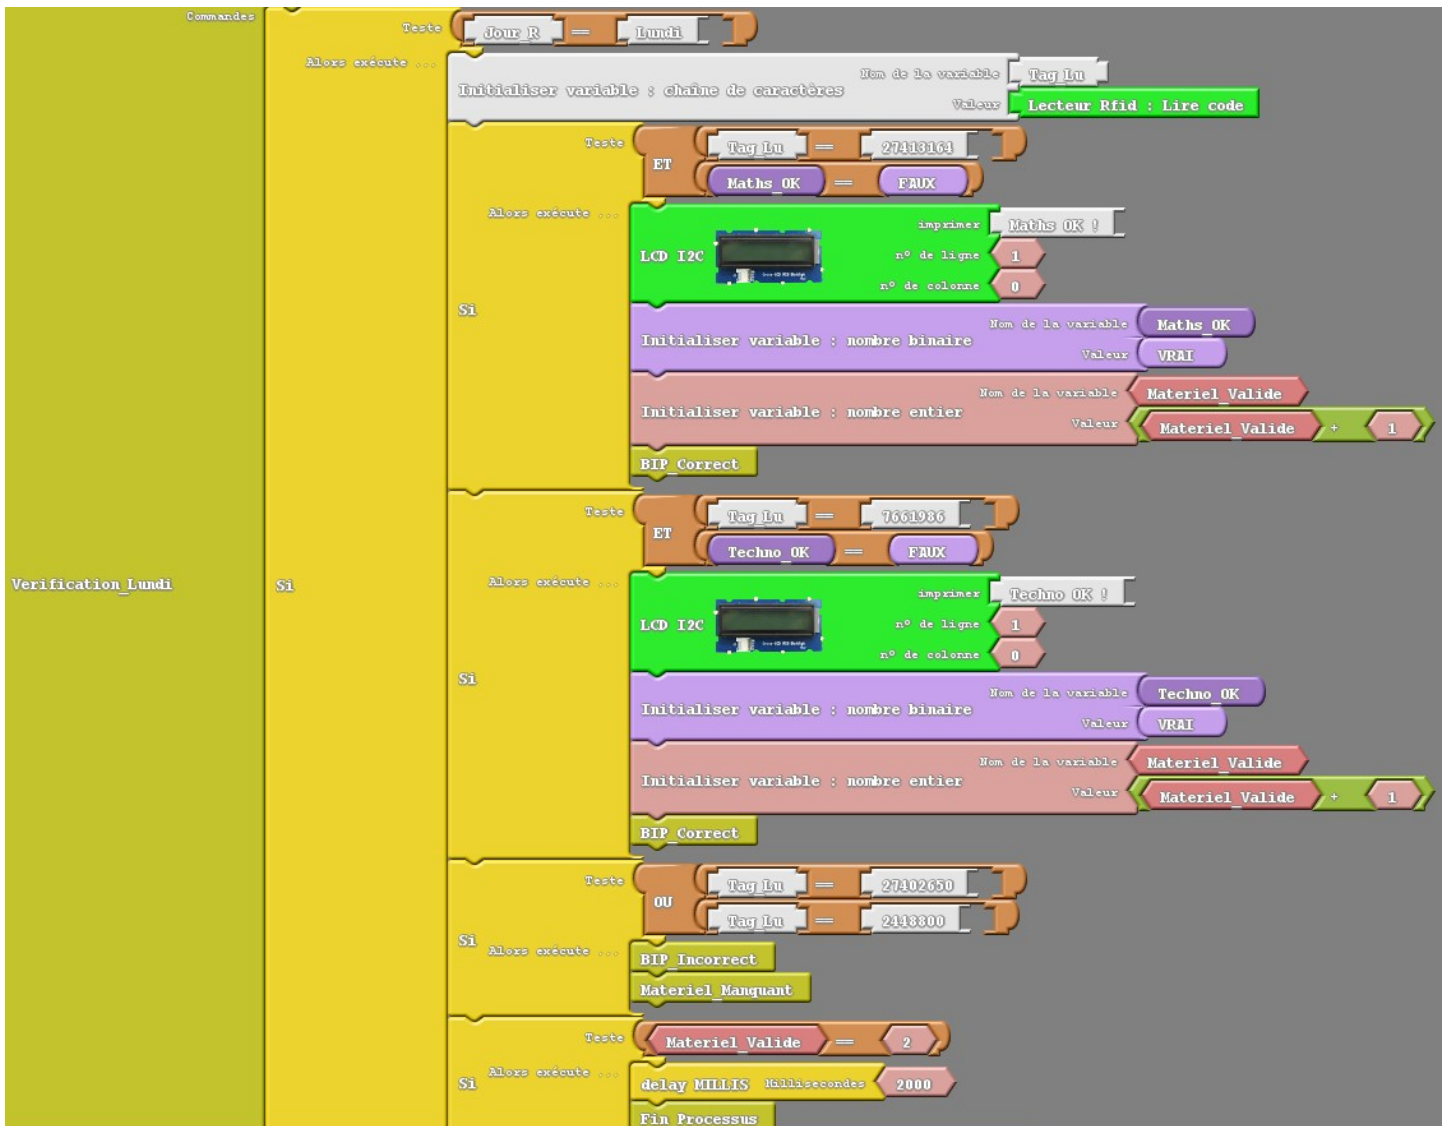 Commandes
Teste Jour_R == Lundi
Alors exécute ...
Nom de la variable Tag_Lu
Initialiser variable : chaîne de caractères
Valeur Lecteur Rfid : Lire code
Teste Tag_Lu == 27413164
ET
Maths_OK == FAUX
Alors exécute ...
imprimer Maths OK !
LCD I2C n° de ligne 1
n° de colonne 0
Si
Nom de la variable Maths_OK
Initialiser variable : nombre binaire
Valeur VRAI
Nom de la variable Materiel_Valide
Initialiser variable : nombre entier
Valeur Materiel_Valide + 1
BIP_Correct
Teste Tag_Lu == 7661986
ET
Techno_OK == FAUX
Verification_Lundi Si Alors exécute ...
imprimer Techno OK !
LCD I2C n° de ligne 1
n° de colonne 0
Si
Nom de la variable Techno_OK
Initialiser variable : nombre binaire
Valeur VRAI
Nom de la variable Materiel_Valide
Initialiser variable : nombre entier
Valeur Materiel_Valide + 1
BIP_Correct
Teste Tag_Lu == 27402650
OU
Tag_Lu == 2448800
Si Alors exécute ...
BIP_Incorrect
Materiel_Manquant
Teste Materiel_Valide == 2
Si Alors exécute ... delay MILLIS Millisecondes 2000
Fin_Processus